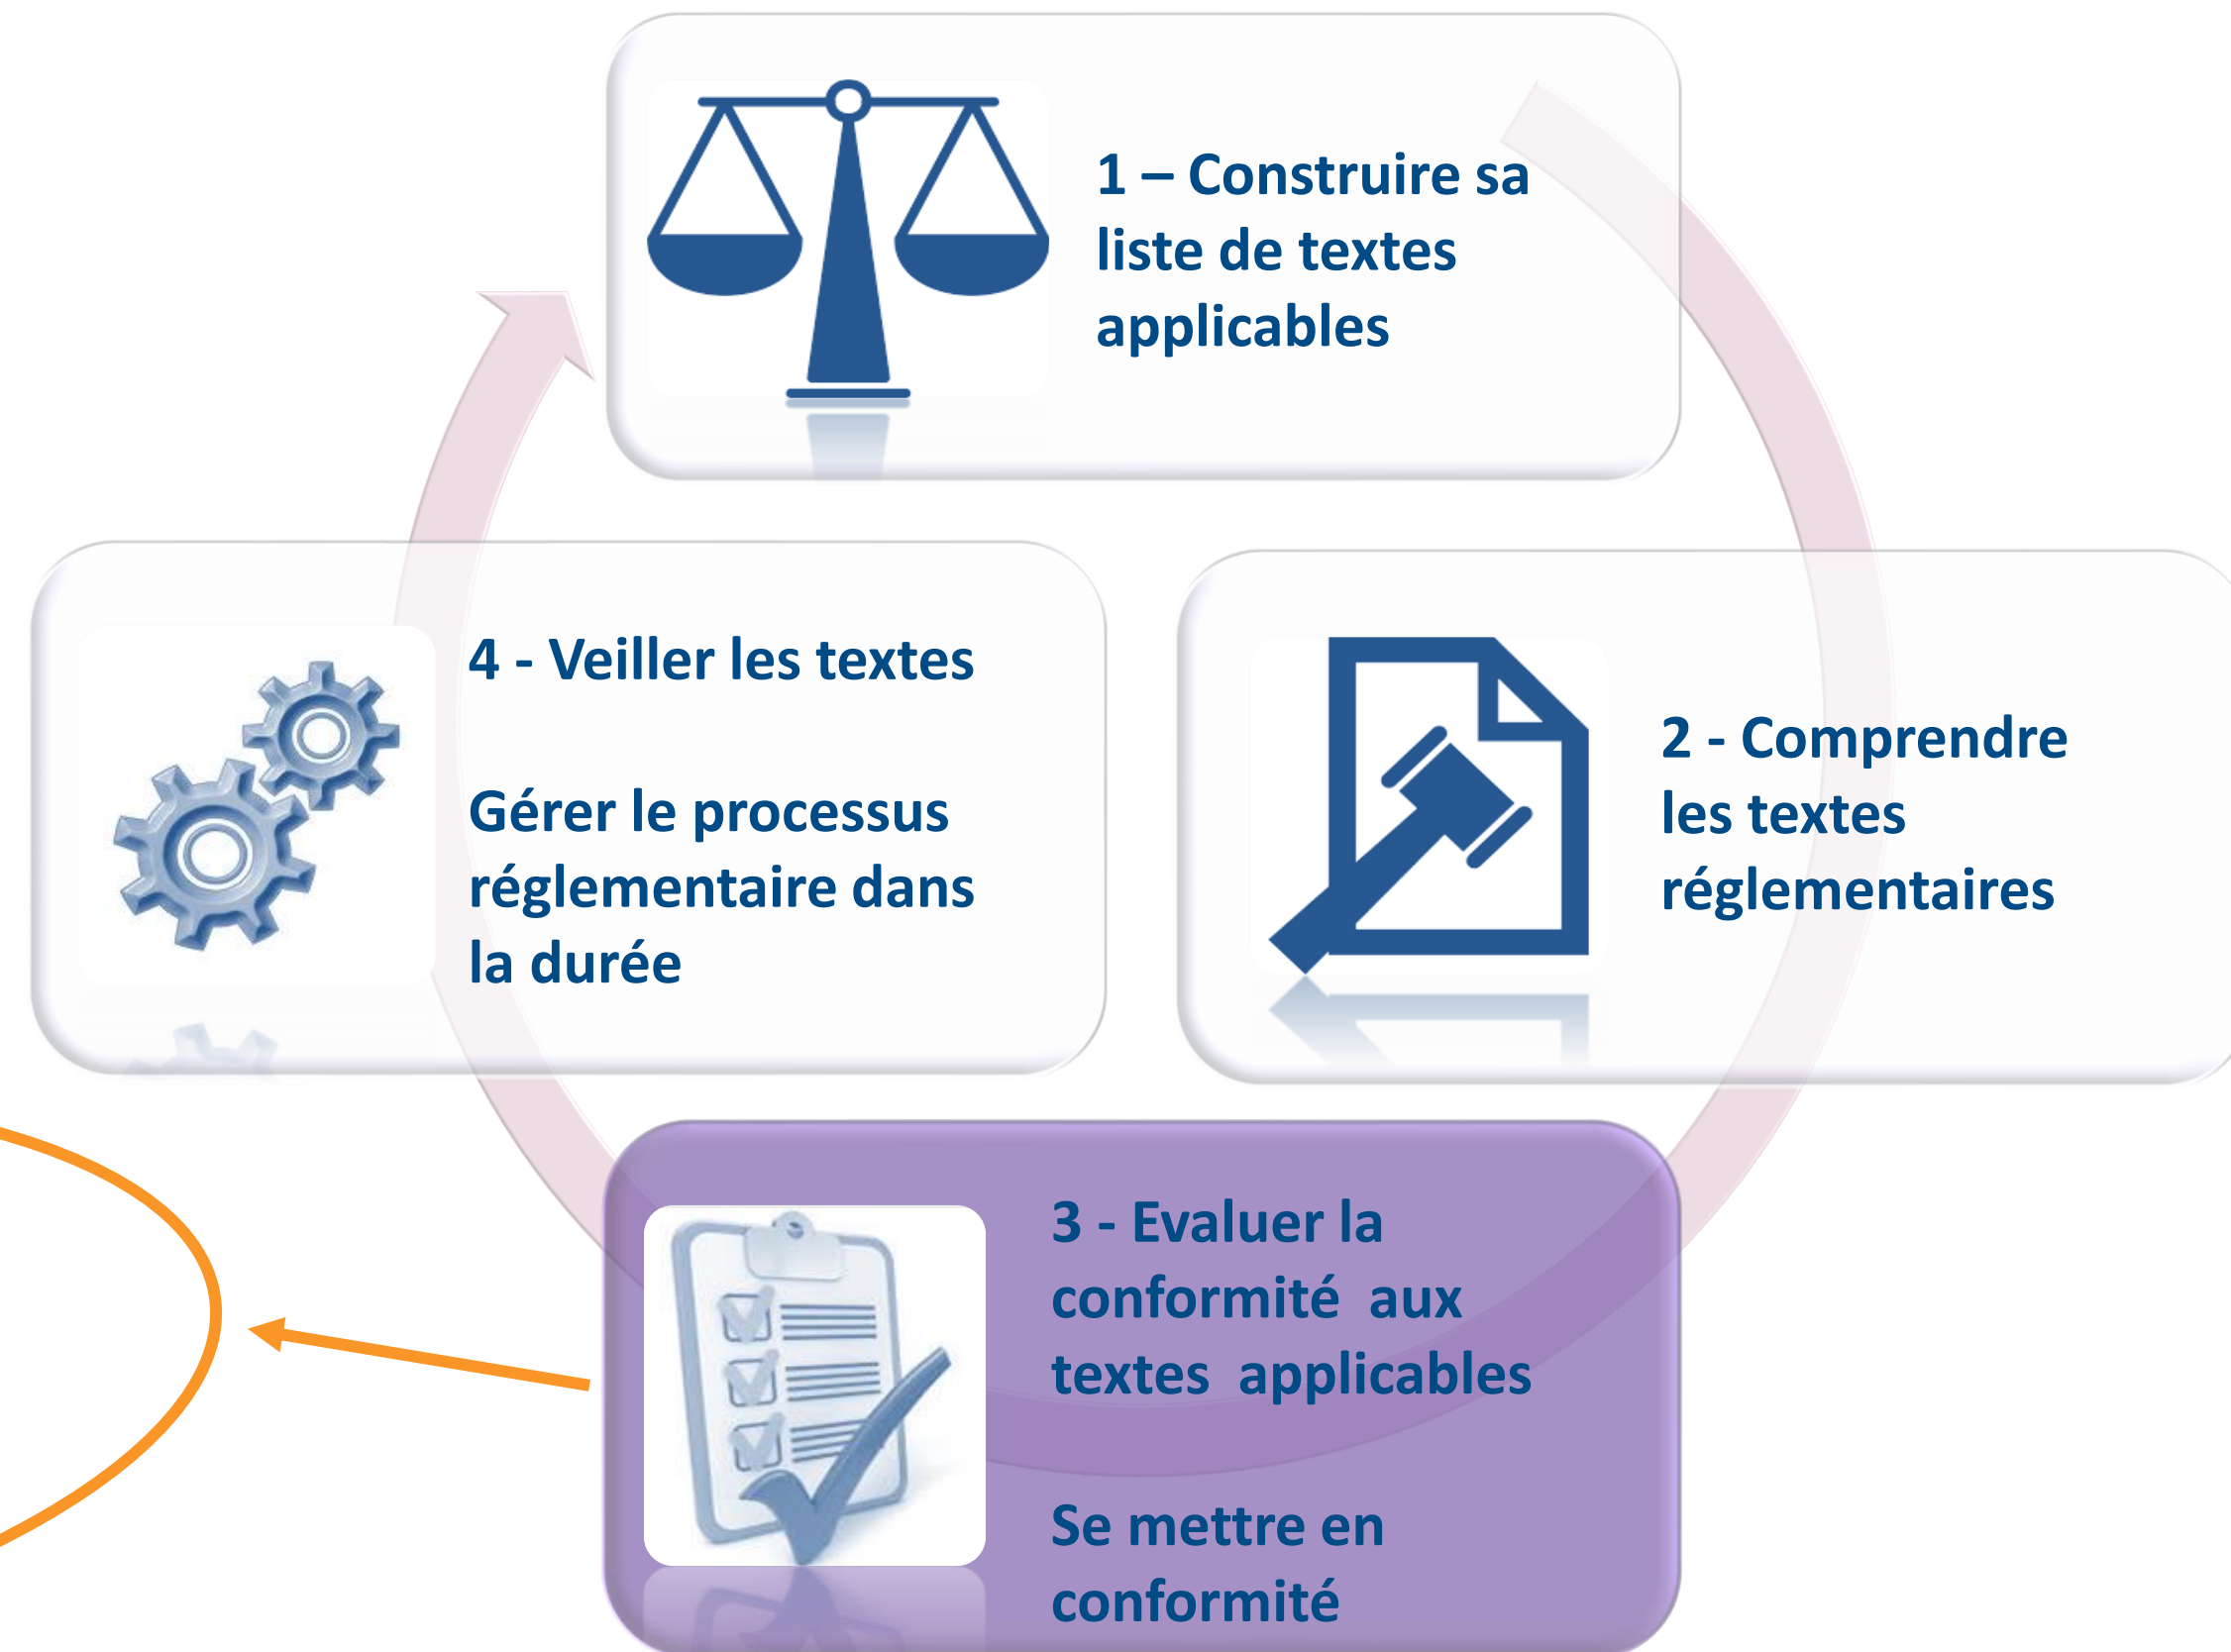 1 – Construire sa
liste de textes
applicables
2 - Comprendre
les textes
réglementaires
3 - Evaluer la
conformité  aux
textes  applicables
Se mettre en
conformité
4 - Veiller les textes
Gérer le processus
réglementaire dans
la durée